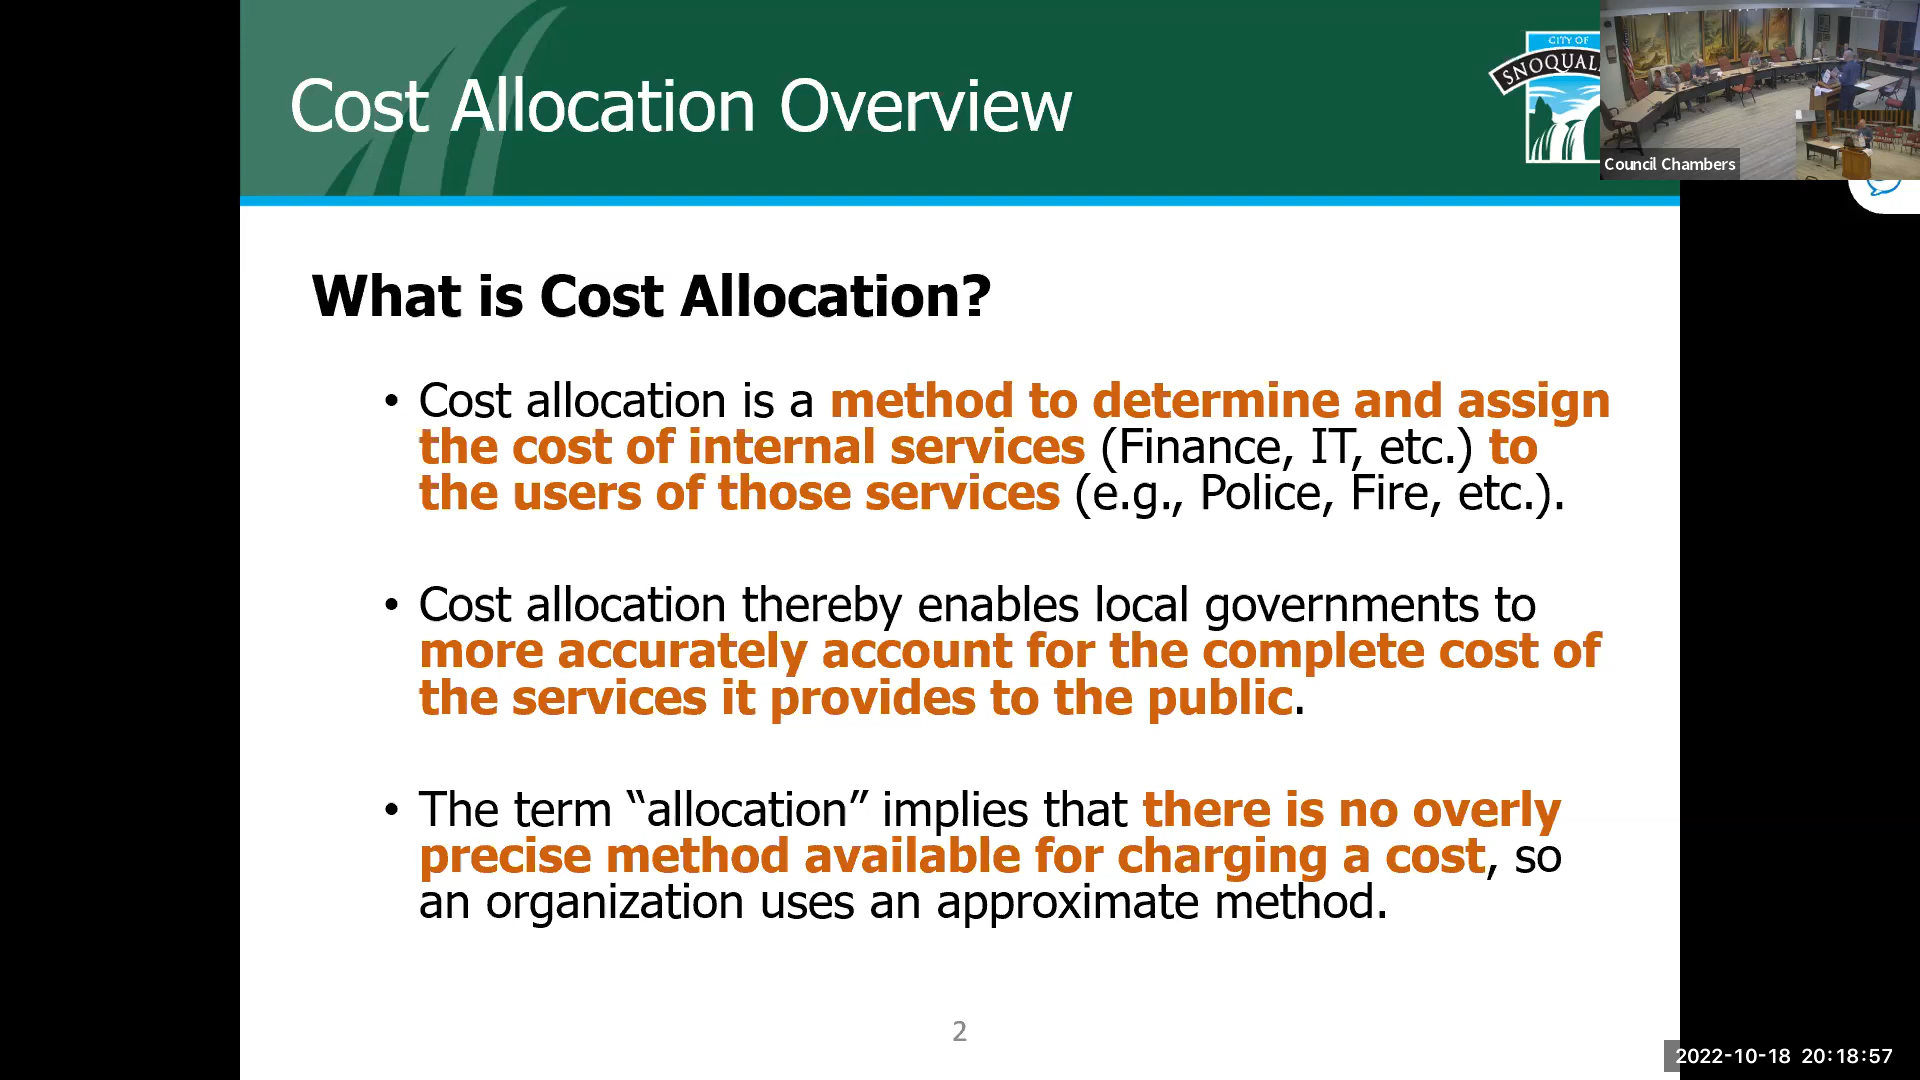 Cost Allocation Overview
CITY OF
Council Chambers
What is Cost Allocation?
• Cost allocation is a method to determine and assign
the cost of internal services (Finance, IT, etc.) to
the users of those services (e.g., Police, Fire, etc.).
• Cost allocation thereby enables local governments to
more accurately account for the complete cost of
the services it provides to the public.
• The term “allocation” implies that there is no overly
precise method available for charging a cost, so
an organization uses an approximate method.
2
2022-10-18 20:18:57